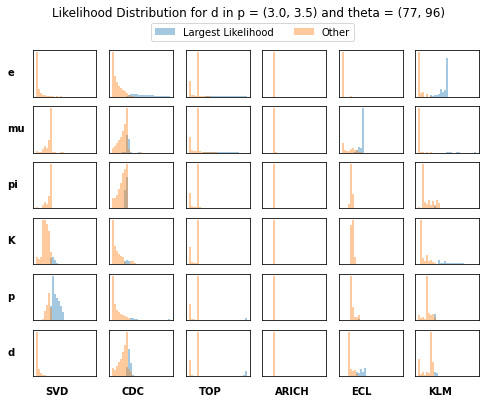 Likelihood Distribution for d in p = (3.0, 3.5) and theta = (77, 96)
Largest Likelihood Other
e
mu
pi
K
p
d
SVD CDC TOP ARICH ECL KLM